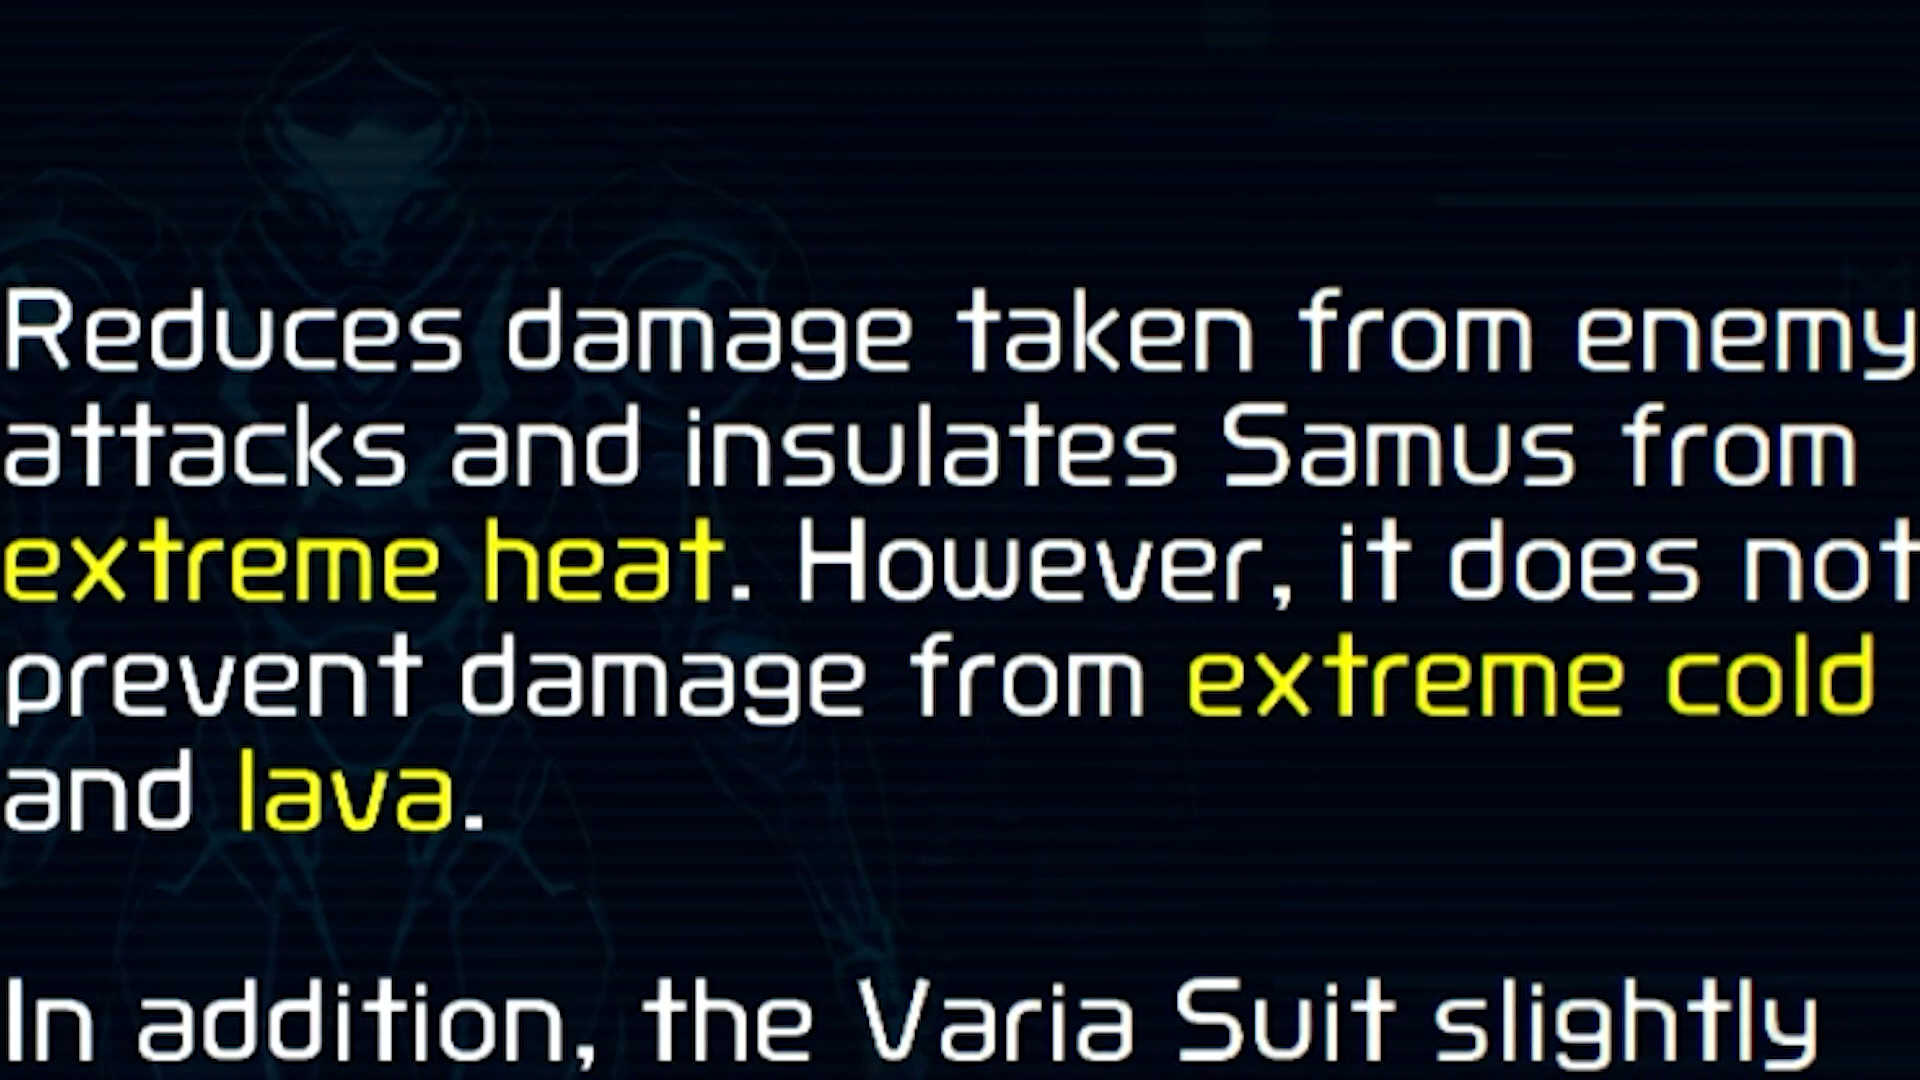 Reduces damage taken from enemy
attacks and insulates Samus from
extreme heat. However, it does not
prevent damage from extreme cold
and lava.
In addition, the Varia Suit slightly